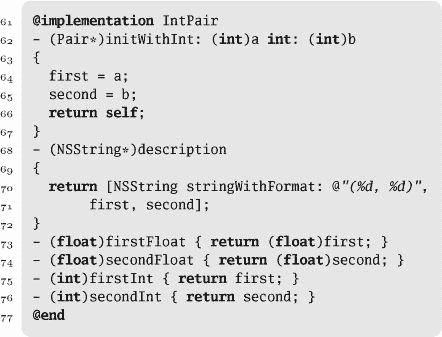 61 @implementation IntPair
62 - (Pair*)initWithInt: (int)a int: (int)b
63 {
64   first = a;
65   second = b;
66   return self;
67 }
68 - (NSString*)description
69 {
70   return [NSString stringWithFormat: @"(%d, %d)",
71        first, second];
72 }
73 - (float)firstFloat { return (float)first; }
74 - (float)secondFloat { return (float)second; }
75 - (int)firstInt { return first; }
76 - (int)secondInt { return second; }
77 @end